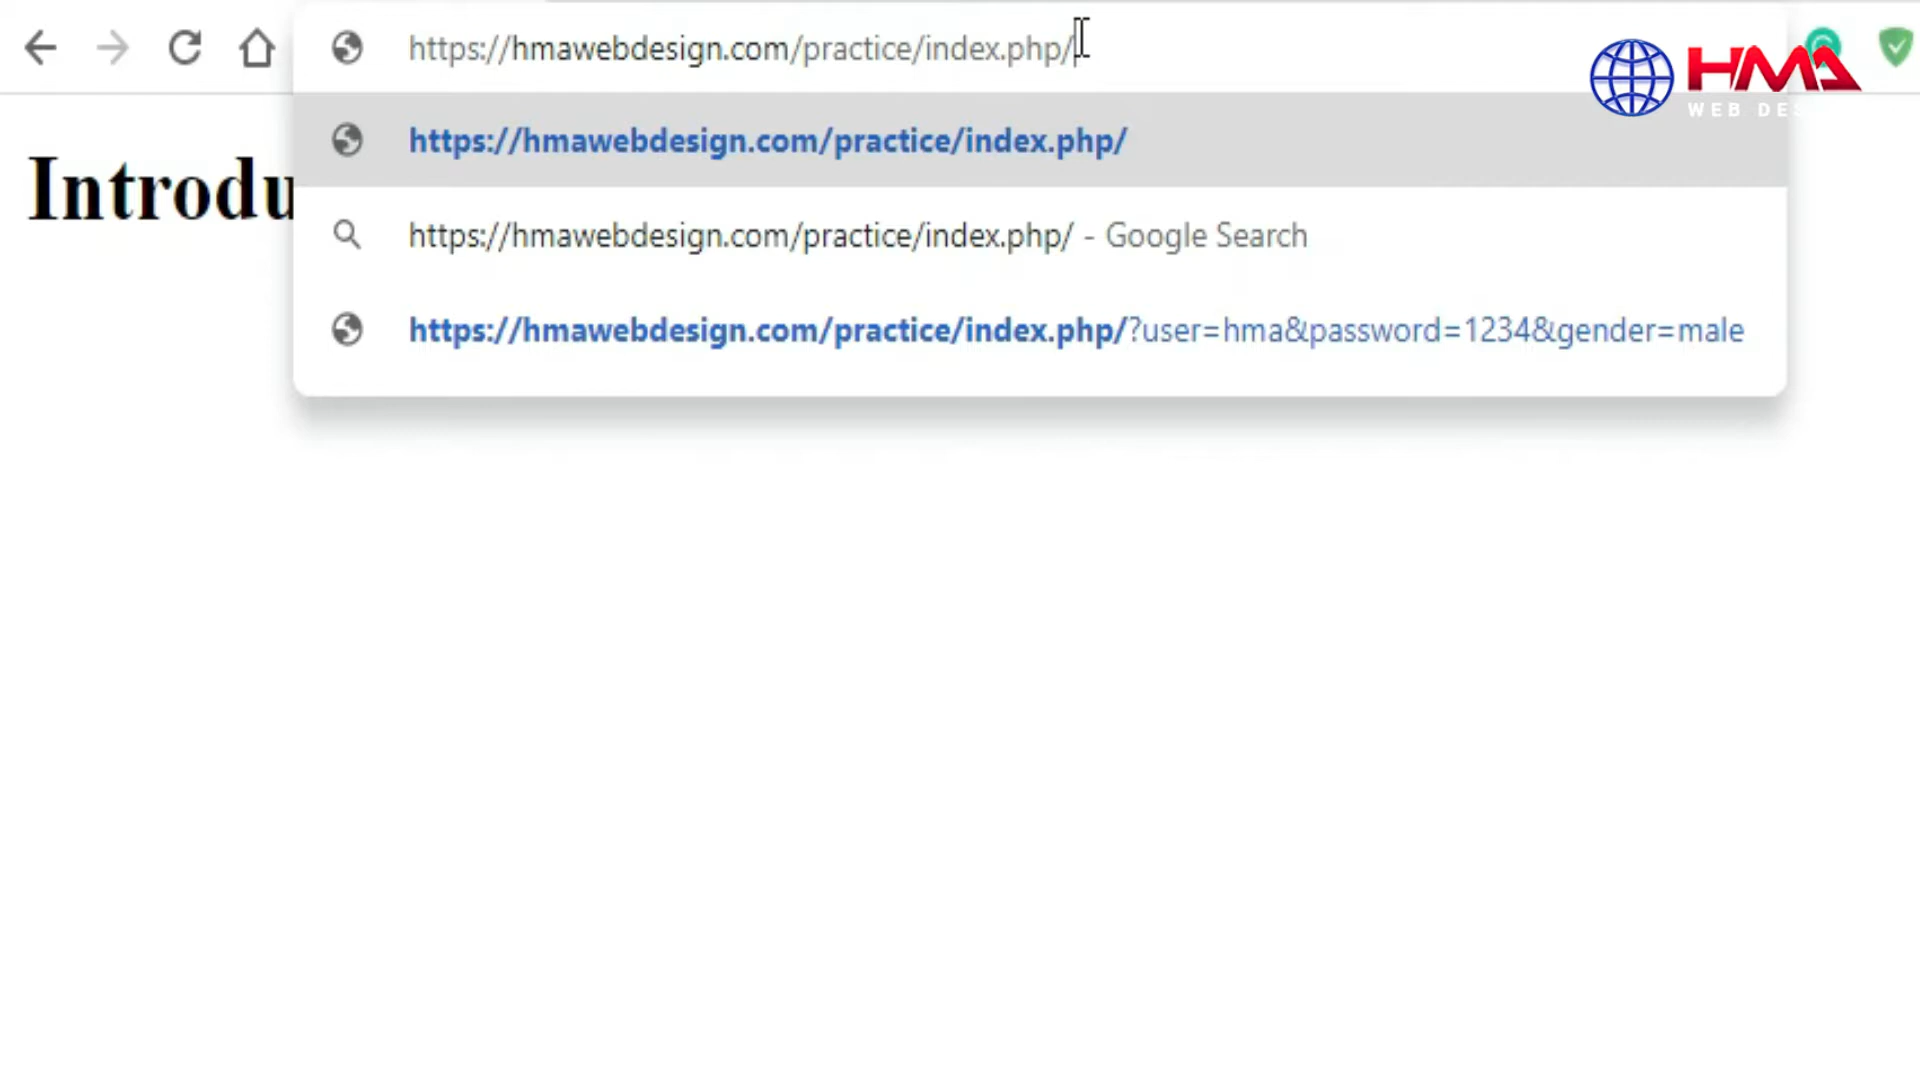 https://hmawebdesign.com/practice/index.php/
HMA
WEB DES
https://hmawebdesign.com/practice/index.php/
Introdu
https://hmawebdesign.com/practice/index.php/ - Google Search
https://hmawebdesign.com/practice/index.php/?user=hma&password=1234&gender=male